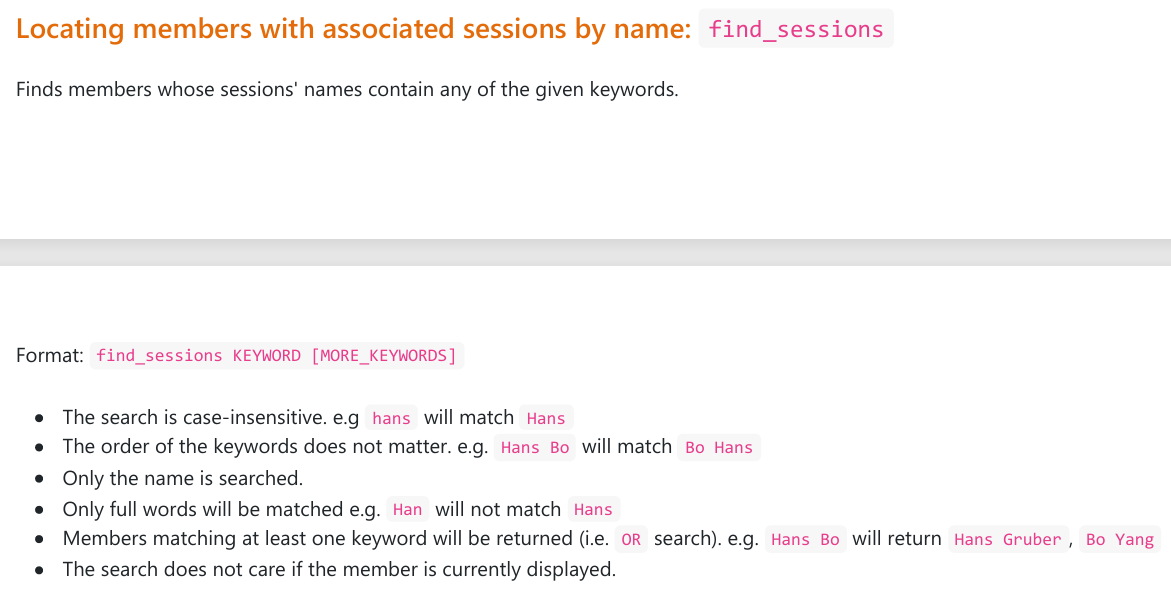 Locating members with associated sessions by name: find_sessions
Finds members whose sessions' names contain any of the given keywords.
Format: find_sessions KEYWORD [MORE_KEYWORDS]
• The search is case-insensitive. e.g hans will match Hans
• The order of the keywords does not matter. e.g. Hans Bo will match Bo Hans
• Only the name is searched.
• Only full words will be matched e.g. Han will not match Hans
• Members matching at least one keyword will be returned (i.e. OR search). e.g. Hans Bo will return Hans Gruber , Bo Yang
• The search does not care if the member is currently displayed.